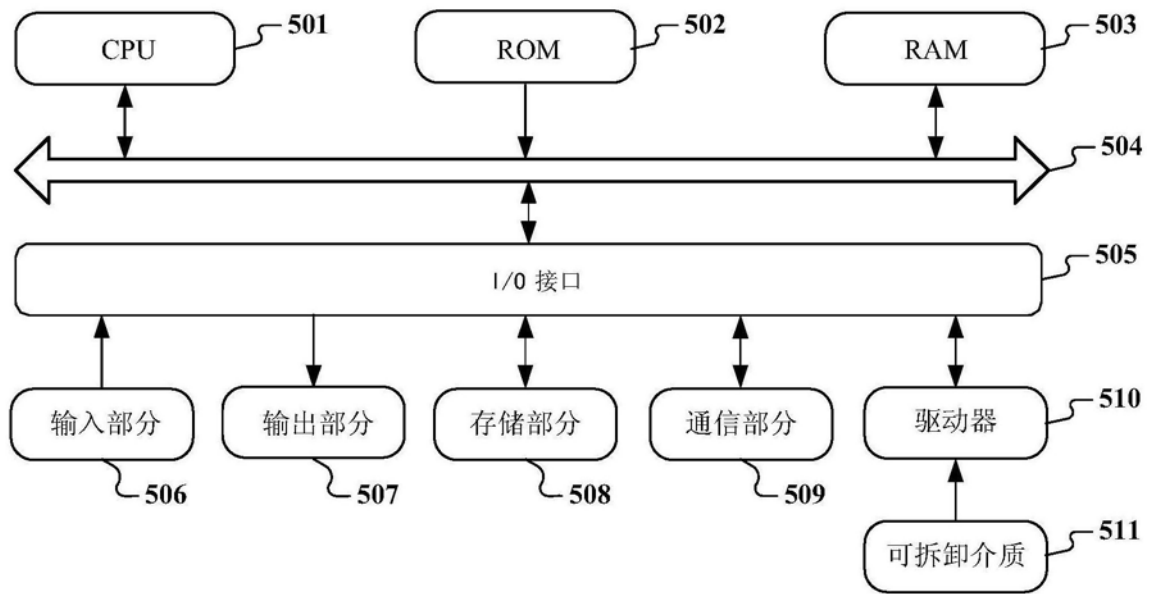 CPU 501
ROM 502
RAM 503
504
I/O 接口 505
输入部分 506
输出部分 507
存储部分 508
通信部分 509
驱动器 510
可拆卸介质 511